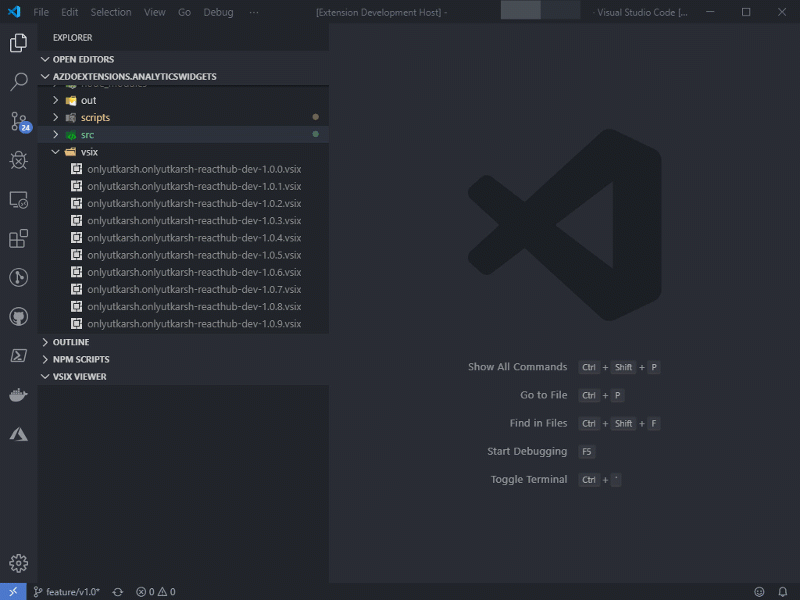 File Edit Selection View Go Debug ··· [Extension Development Host] - - Visual Studio Code [...
EXPLORER
OPEN EDITORS
AZDOEXTENSIONS.ANALYTICSWIDGETS
node_modules
out
scripts
src
vsix
onlyutkarsh.onlyutkarsh-reacthub-dev-1.0.0.vsix
onlyutkarsh.onlyutkarsh-reacthub-dev-1.0.1.vsix
onlyutkarsh.onlyutkarsh-reacthub-dev-1.0.2.vsix
onlyutkarsh.onlyutkarsh-reacthub-dev-1.0.3.vsix
onlyutkarsh.onlyutkarsh-reacthub-dev-1.0.4.vsix
onlyutkarsh.onlyutkarsh-reacthub-dev-1.0.5.vsix
onlyutkarsh.onlyutkarsh-reacthub-dev-1.0.6.vsix
onlyutkarsh.onlyutkarsh-reacthub-dev-1.0.7.vsix
onlyutkarsh.onlyutkarsh-reacthub-dev-1.0.8.vsix
onlyutkarsh.onlyutkarsh-reacthub-dev-1.0.9.vsix
OUTLINE
NPM SCRIPTS
VSIX VIEWER
24
Show All Commands Ctrl + Shift + P
Go to File Ctrl + P
Find in Files Ctrl + Shift + F
Start Debugging F5
Toggle Terminal Ctrl + `
feature/v1.0* 0 0